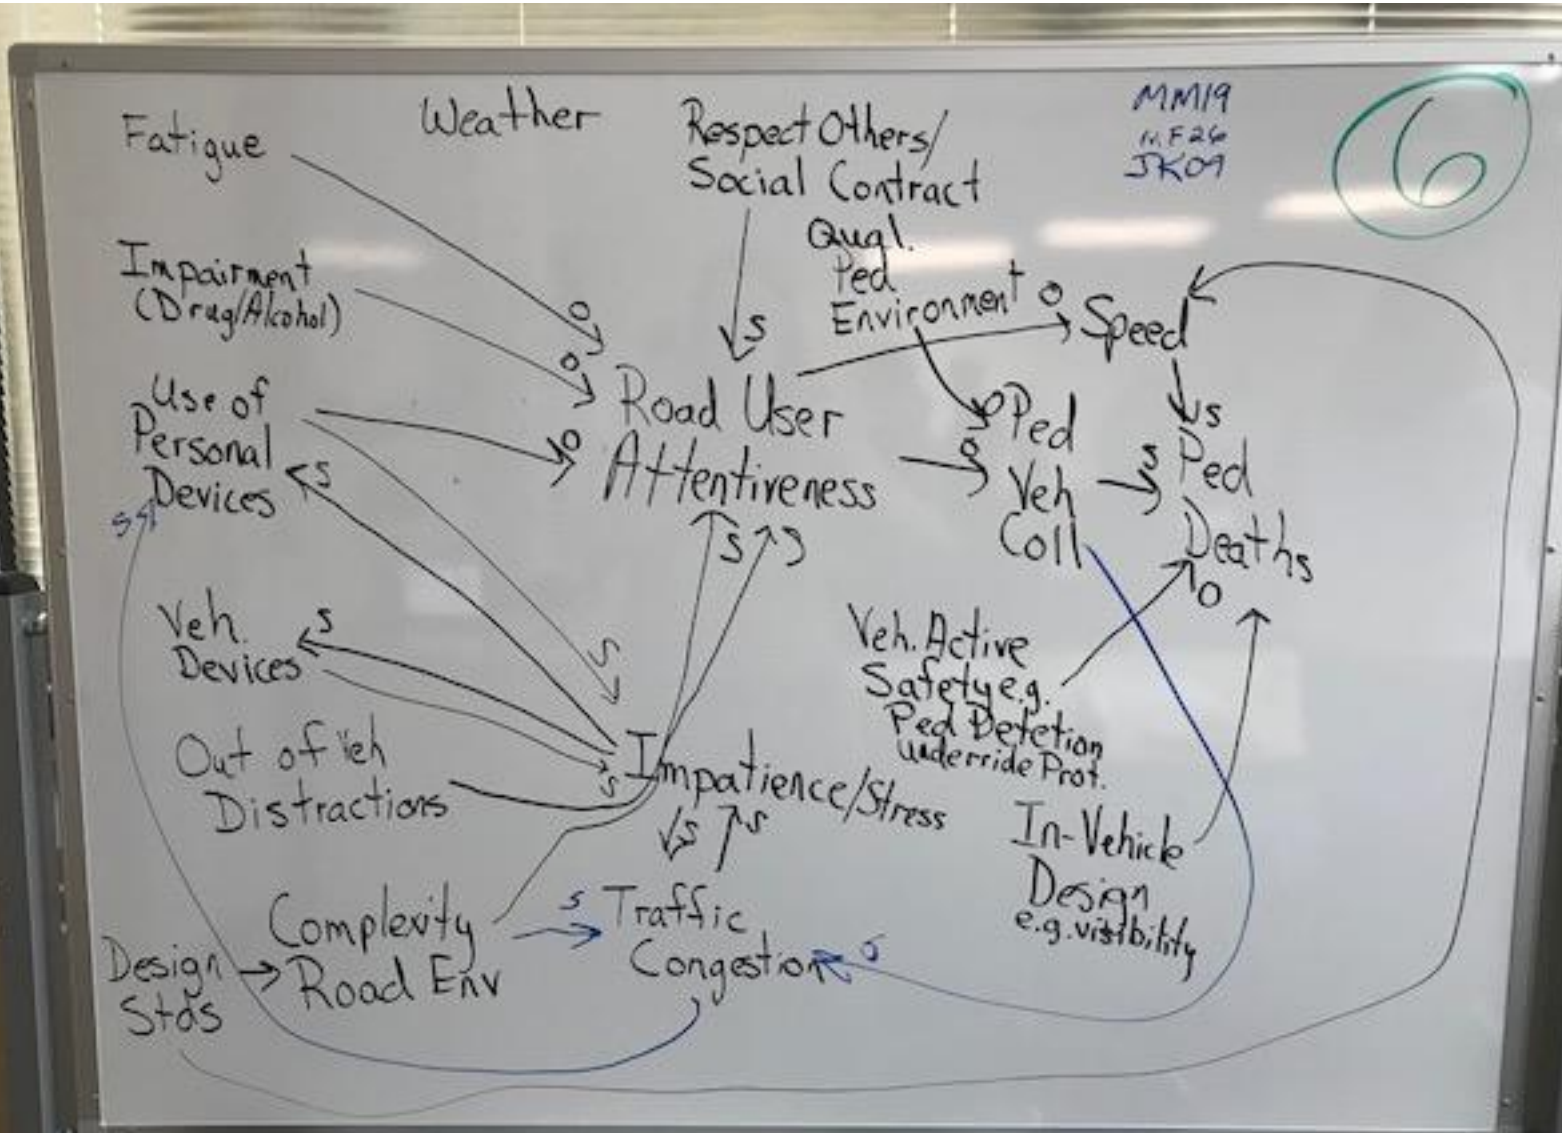 Fatigue
Weather
Respect Others/
Social Contract
MM19
JK09
6
Impairment
(Drug/Alcohol)
Qual.
Ped
Environment
o
o
s
o
Speed
Use of
Personal
Devices
s
o
Road User
Attentiveness
s
s
o
o
Ped
Veh
Coll
s
s
Ped
Deaths
o
Veh.
Devices
s
s
s
Out of Veh
Distractions
Impatience/Stress
s
s
Veh. Active
Safety e.g.
Ped Detetion
Underride Prot.
In-Vehicle
Design
e.g. visibility
Complexity
Road Env
s
Traffic
Congestion
Design
Stds